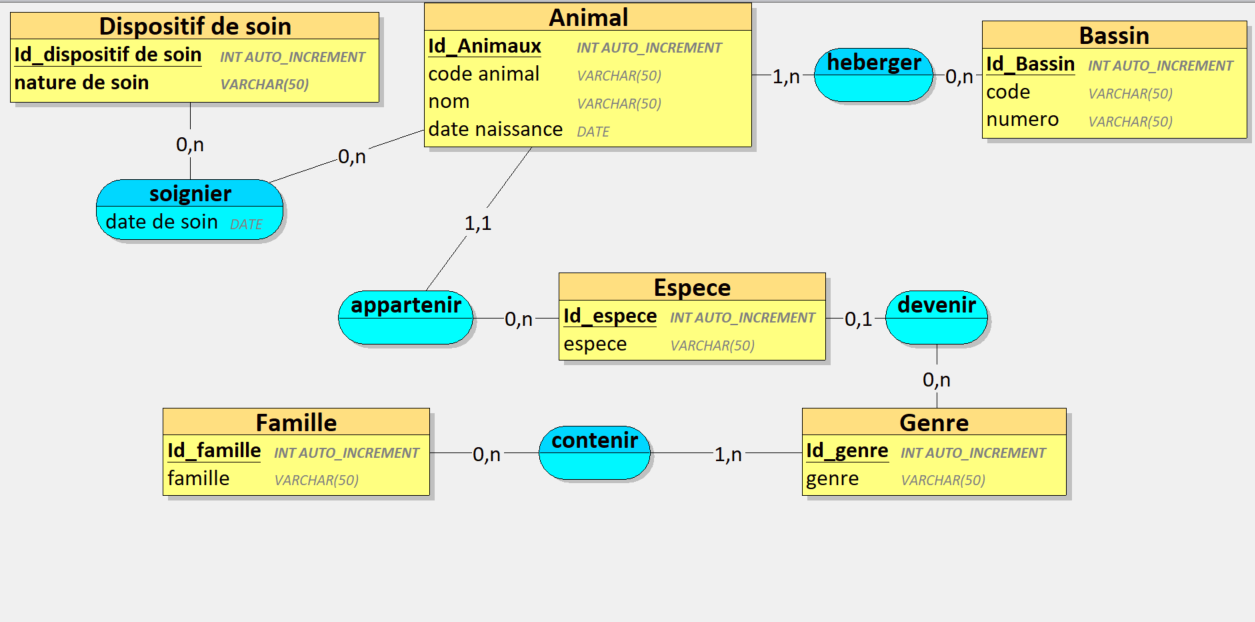 Dispositif de soin
Id_dispositif de soin INT AUTO_INCREMENT
nature de soin VARCHAR(50)
Animal
Id_Animaux INT AUTO_INCREMENT
code animal VARCHAR(50)
nom VARCHAR(50)
date naissance DATE
1,n
heberger
0,n
Bassin
Id_Bassin INT AUTO_INCREMENT
code VARCHAR(50)
numero VARCHAR(50)
0,n
0,n
soignier
date de soin DATE
1,1
appartenir
0,n
Espece
Id_espece INT AUTO_INCREMENT
espece VARCHAR(50)
0,1
devenir
0,n
Famille
Id_famille INT AUTO_INCREMENT
famille VARCHAR(50)
0,n
contenir
1,n
Genre
Id_genre INT AUTO_INCREMENT
genre VARCHAR(50)